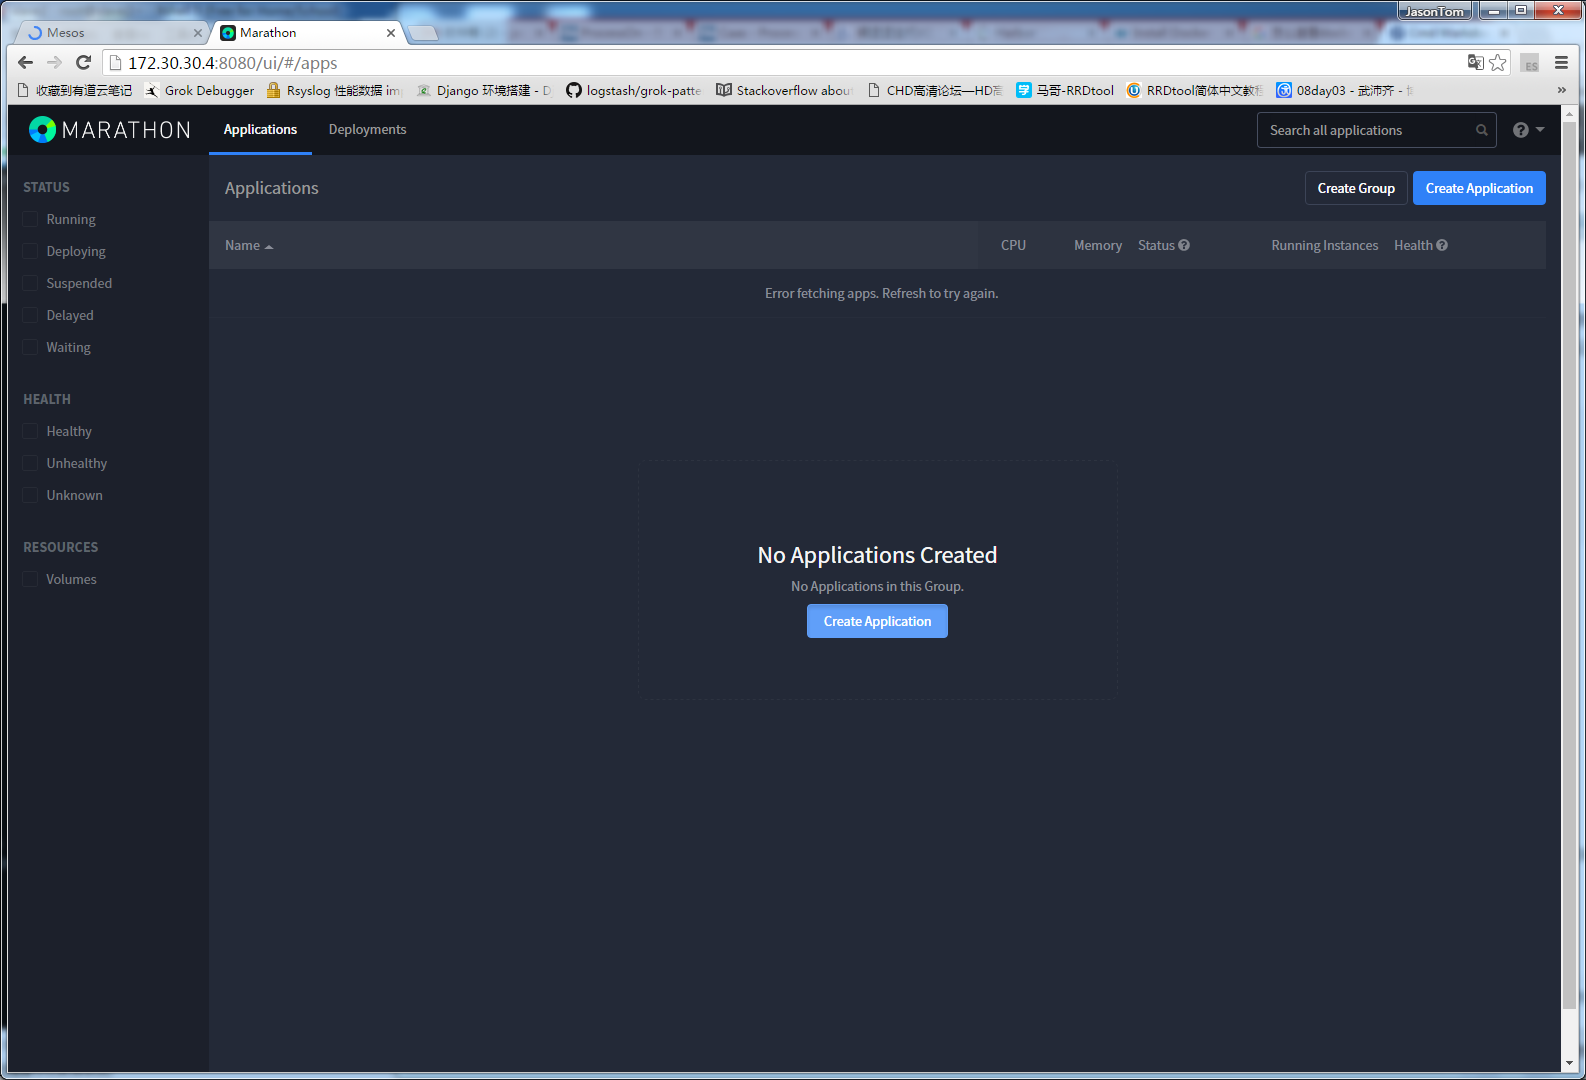 JasonTom
Mesos
Marathon
172.30.30.4:8080/ui/#/apps
收藏到有道云笔记
Grok Debugger
Rsyslog 性能数据 im
Django 环境搭建 - D
logstash/grok-patte
Stackoverflow abou
CHD高清论坛—HD高
马哥-RRDtool
RRDtool简体中文教程
08day03 - 武沛齐 -
ES
MARATHON
Applications
Deployments
Search all applications
STATUS
Running
Deploying
Suspended
Delayed
Waiting
HEALTH
Healthy
Unhealthy
Unknown
RESOURCES
Volumes
Applications
Create Group
Create Application
Name
CPU
Memory
Status
Running Instances
Health
Error fetching apps. Refresh to try again.
No Applications Created
No Applications in this Group.
Create Application